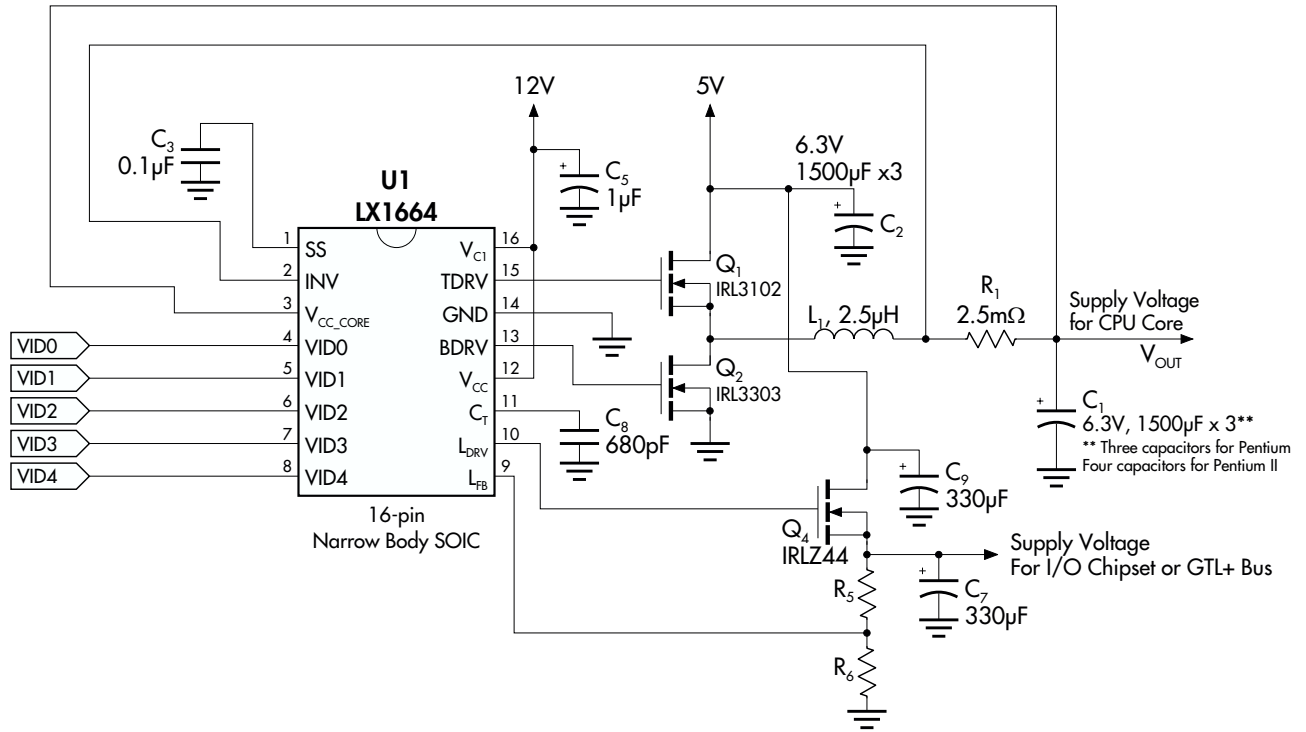 12V
5V
C₃
0.1µF
6.3V
1500µF x3
+
C₅
1µF
+
C₂
U1
LX1664
1 SS
2 INV
3 VCC_CORE
4 VID0
5 VID1
6 VID2
7 VID3
8 VID4
VC1 16
TDRV 15
GND 14
BDRV 13
VCC 12
CT 11
LDRV 10
LFB 9
16-pin
Narrow Body SOIC
VID0
VID1
VID2
VID3
VID4
Q₁
IRL3102
Q₂
IRL3303
L₁, 2.5µH
R₁
2.5mΩ
Supply Voltage
for CPU Core
VOUT
+
C₁
6.3V, 1500µF x 3**
** Three capacitors for Pentium
Four capacitors for Pentium II
C₈
680pF
+
C₉
330µF
Q₄
IRLZ44
Supply Voltage
For I/O Chipset or GTL+ Bus
+
C₇
330µF
R₅
R₆